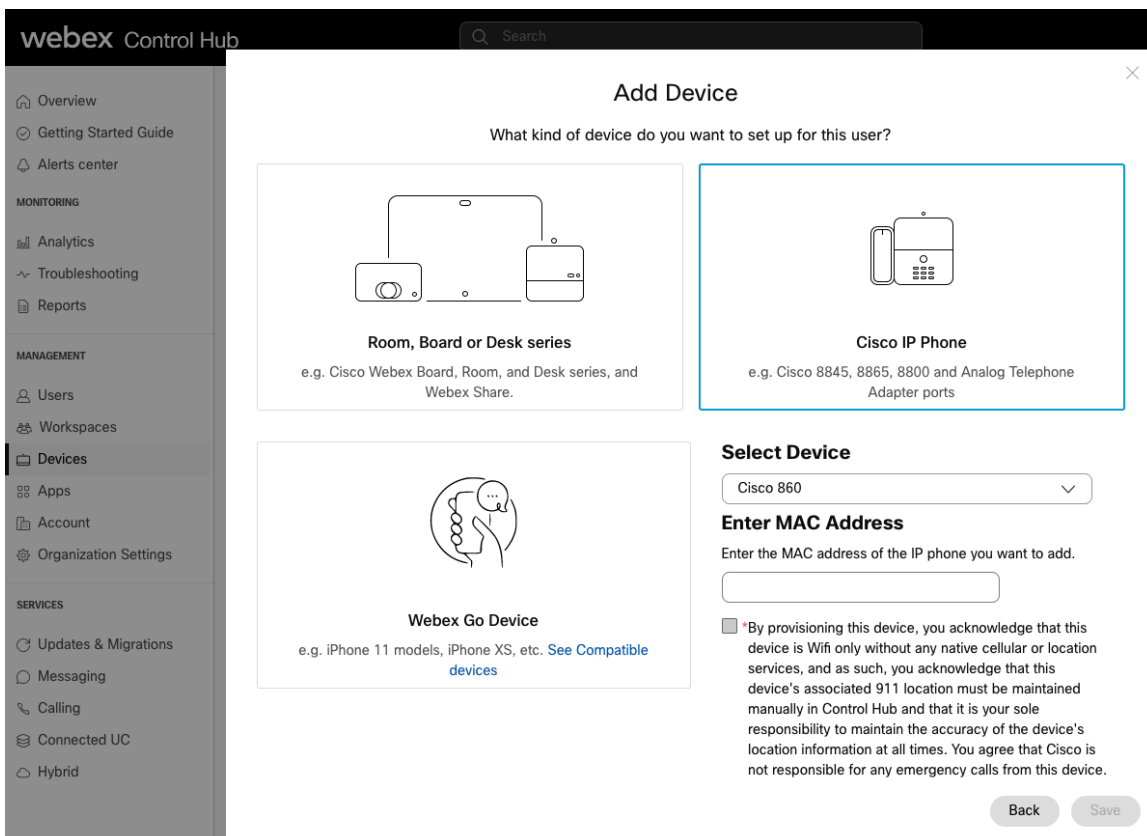 webex Control Hub
Search
Overview
Getting Started Guide
Alerts center
MONITORING
Analytics
Troubleshooting
Reports
MANAGEMENT
Users
Workspaces
Devices
Apps
Account
Organization Settings
SERVICES
Updates & Migrations
Messaging
Calling
Connected UC
Hybrid
Add Device
What kind of device do you want to set up for this user?
Room, Board or Desk series
e.g. Cisco Webex Board, Room, and Desk series, and
Webex Share.
Cisco IP Phone
e.g. Cisco 8845, 8865, 8800 and Analog Telephone
Adapter ports
Webex Go Device
e.g. iPhone 11 models, iPhone XS, etc. See Compatible
devices
Select Device
Cisco 860
Enter MAC Address
Enter the MAC address of the IP phone you want to add.
*By provisioning this device, you acknowledge that this
device is Wifi only without any native cellular or location
services, and as such, you acknowledge that this
device's associated 911 location must be maintained
manually in Control Hub and that it is your sole
responsibility to maintain the accuracy of the device's
location information at all times. You agree that Cisco is
not responsible for any emergency calls from this device.
Back
Save